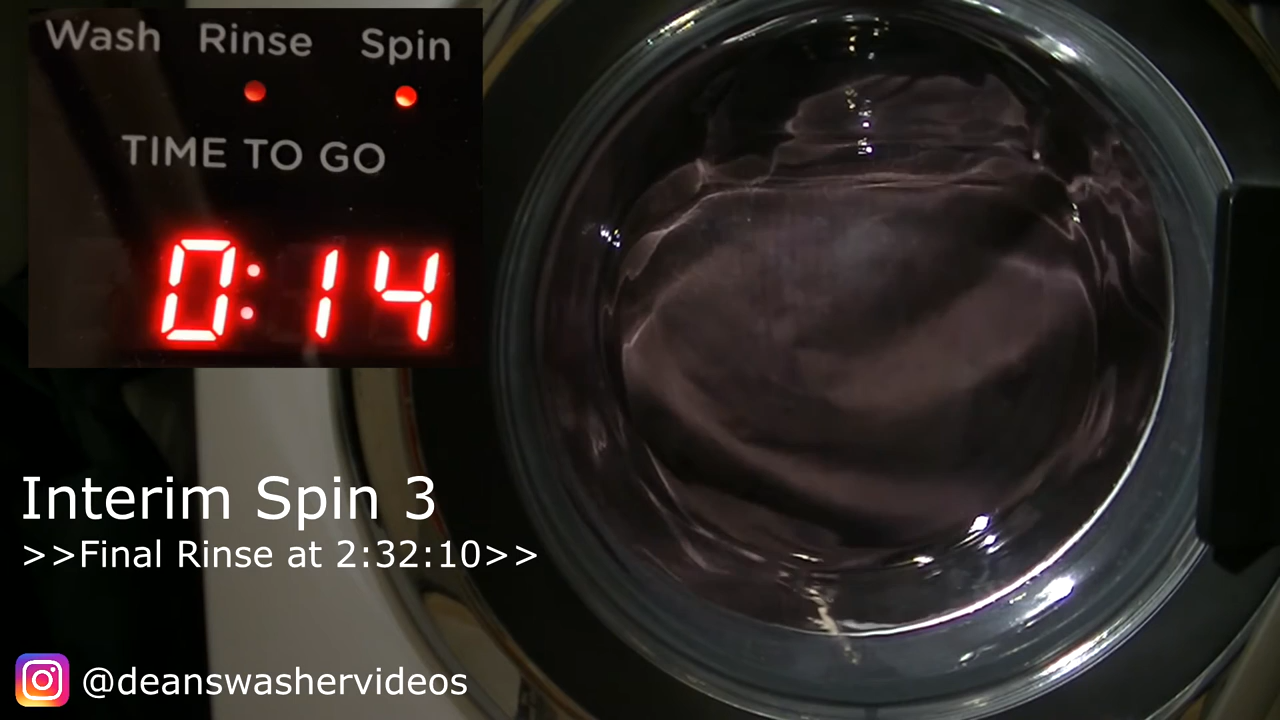 Wash Rinse Spin
TIME TO GO
0:14
Interim Spin 3
>>Final Rinse at 2:32:10>>
@deanswashervideos